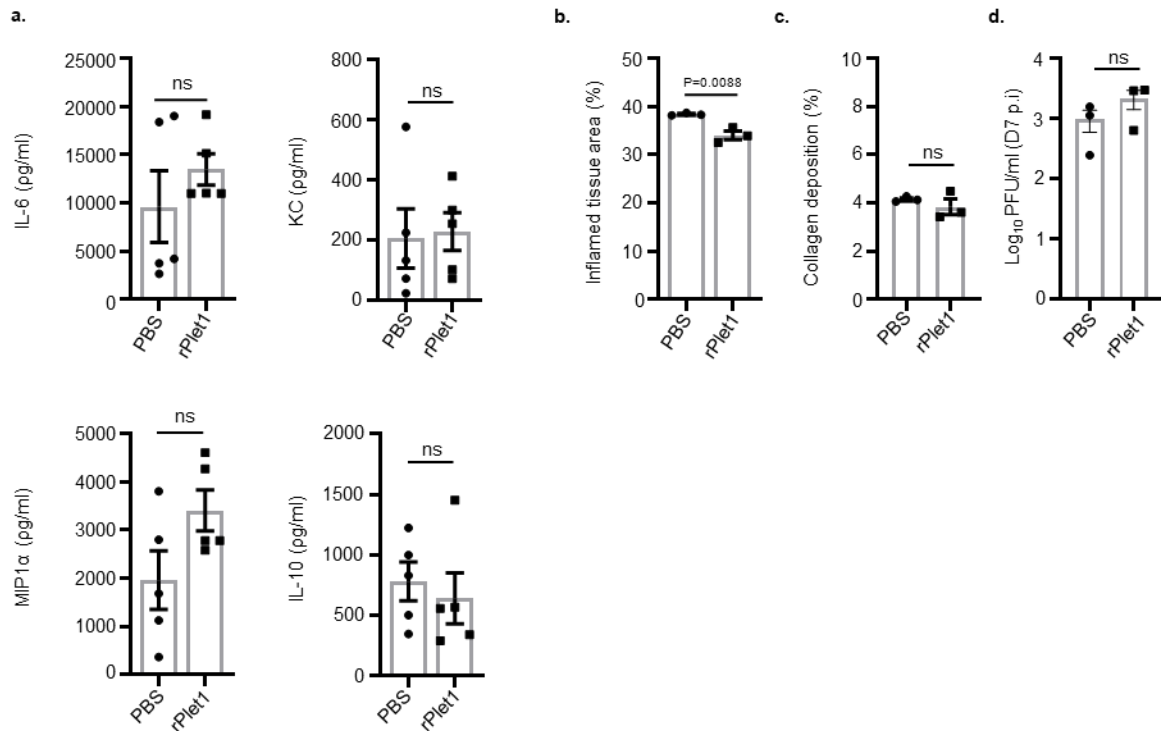 a.
b.
c.
d.
25000
20000
15000
10000
5000
0
IL-6 (ρg/ml)
ns
PBS
rPlet1
800
600
400
200
0
KC (ρg/ml)
ns
PBS
rPlet1
50
40
30
20
10
0
Inflamed tissue area (%)
P=0.0088
PBS
rPlet1
10
8
6
4
2
0
Collagen deposition (%)
ns
PBS
rPlet1
4
3
2
1
0
Log10 PFU/ml (D7 p.i)
ns
PBS
rPlet1
5000
4000
3000
2000
1000
0
MIP1α (ρg/ml)
ns
PBS
rPlet1
2000
1500
1000
500
0
IL-10 (ρg/ml)
ns
PBS
rPlet1